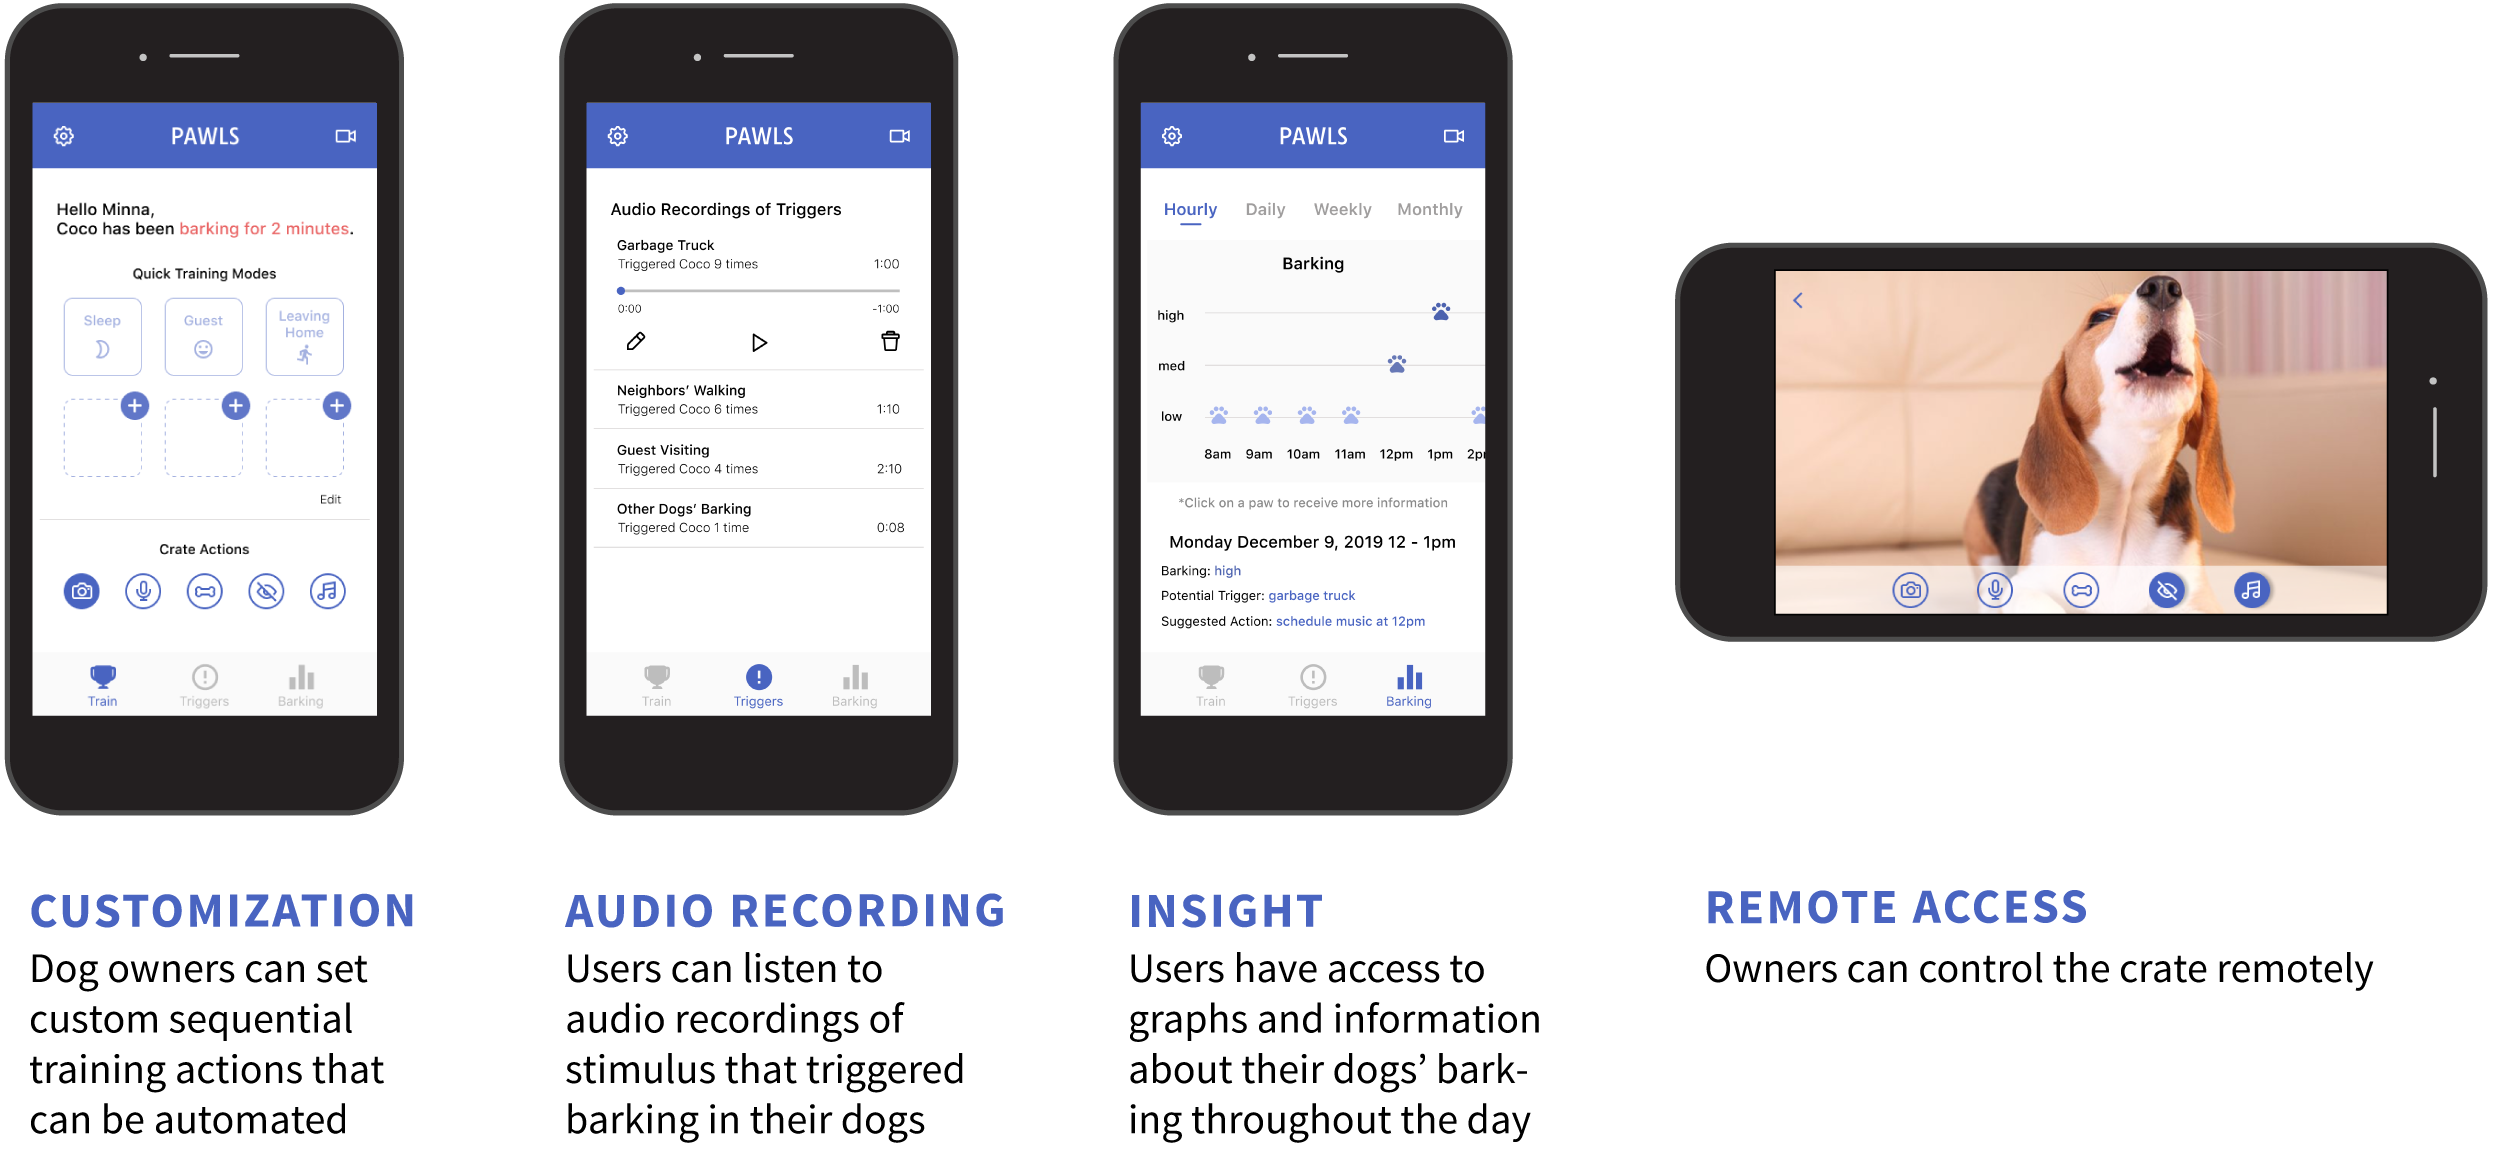 PAWLS
Hello Minna,
Coco has been barking for 2 minutes.
Quick Training Modes
Sleep
Guest
Leaving
Home
Edit
Crate Actions
Train
Triggers
Barking
PAWLS
Audio Recordings of Triggers
Garbage Truck
Triggered Coco 9 times 1:00
0:00 -1:00
Neighbors' Walking
Triggered Coco 6 times 1:10
Guest Visiting
Triggered Coco 4 times 2:10
Other Dogs' Barking
Triggered Coco 1 time 0:08
Train
Triggers
Barking
PAWLS
Hourly Daily Weekly Monthly
Barking
high
med
low
8am 9am 10am 11am 12pm 1pm 2p
*Click on a paw to receive more information
Monday December 9, 2019 12 - 1pm
Barking: high
Potential Trigger: garbage truck
Suggested Action: schedule music at 12pm
Train
Triggers
Barking
CUSTOMIZATION
Dog owners can set
custom sequential
training actions that
can be automated
AUDIO RECORDING
Users can listen to
audio recordings of
stimulus that triggered
barking in their dogs
INSIGHT
Users have access to
graphs and information
about their dogs' bark-
ing throughout the day
REMOTE ACCESS
Owners can control the crate remotely